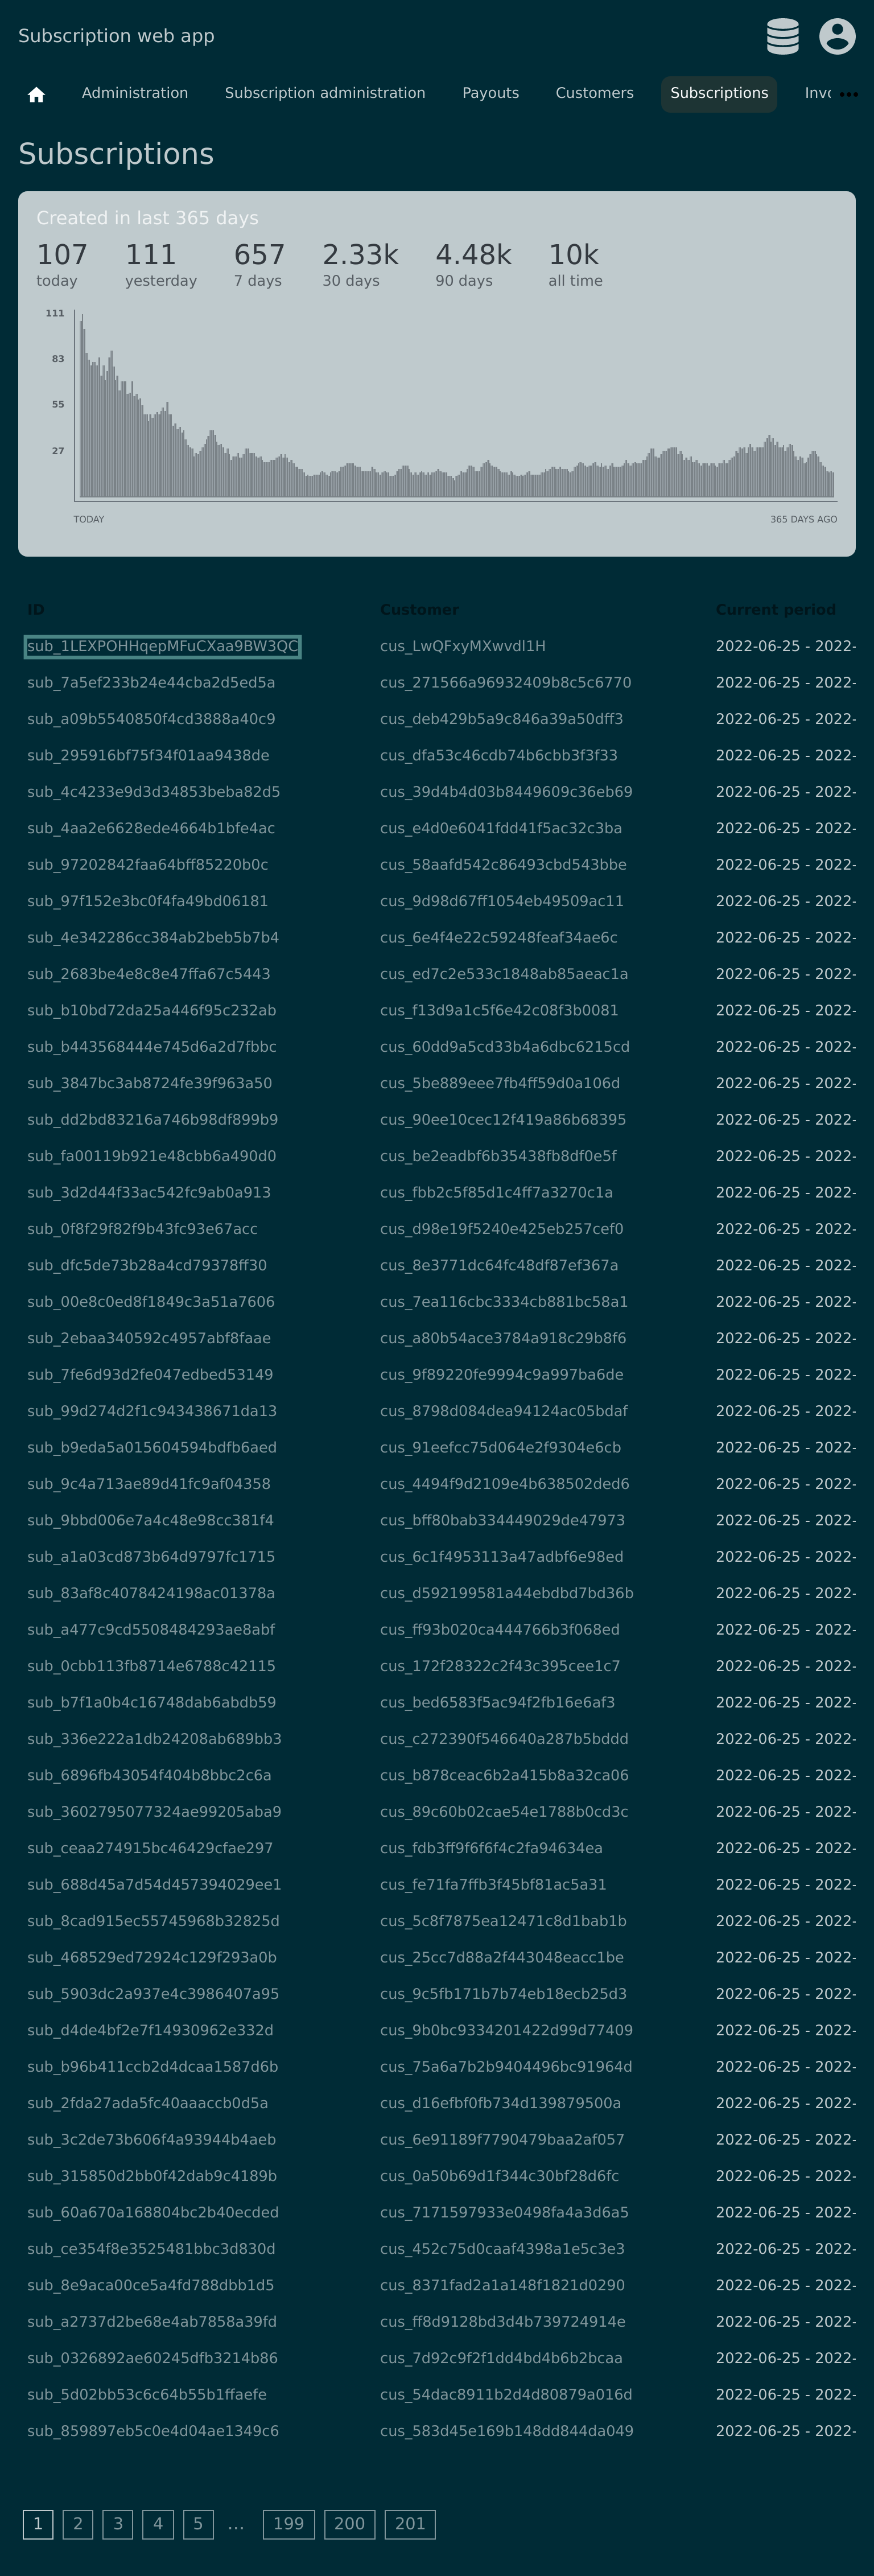 Subscription web app
Administration Subscription administration Payouts Customers Subscriptions Invo
Subscriptions
Created in last 365 days
107 111 657 2.33k 4.48k 10k
today yesterday 7 days 30 days 90 days all time
111
83
55
27
TODAY 365 DAYS AGO
ID Customer Current period
sub_1LEXPOHHqepMFuCXaa9BW3QC cus_LwQFxyMXwvdl1H 2022-06-25 - 2022-
sub_7a5ef233b24e44cba2d5ed5a cus_271566a96932409b8c5c6770 2022-06-25 - 2022-
sub_a09b5540850f4cd3888a40c9 cus_deb429b5a9c846a39a50dff3 2022-06-25 - 2022-
sub_295916bf75f34f01aa9438de cus_dfa53c46cdb74b6cbb3f3f33 2022-06-25 - 2022-
sub_4c4233e9d3d34853beba82d5 cus_39d4b4d03b8449609c36eb69 2022-06-25 - 2022-
sub_4aa2e6628ede4664b1bfe4ac cus_e4d0e6041fdd41f5ac32c3ba 2022-06-25 - 2022-
sub_97202842faa64bff85220b0c cus_58aafd542c86493cbd543bbe 2022-06-25 - 2022-
sub_97f152e3bc0f4fa49bd06181 cus_9d98d67ff1054eb49509ac11 2022-06-25 - 2022-
sub_4e342286cc384ab2beb5b7b4 cus_6e4f4e22c59248feaf34ae6c 2022-06-25 - 2022-
sub_2683be4e8c8e47ffa67c5443 cus_ed7c2e533c1848ab85aeac1a 2022-06-25 - 2022-
sub_b10bd72da25a446f95c232ab cus_f13d9a1c5f6e42c08f3b0081 2022-06-25 - 2022-
sub_b443568444e745d6a2d7fbbc cus_60dd9a5cd33b4a6dbc6215cd 2022-06-25 - 2022-
sub_3847bc3ab8724fe39f963a50 cus_5be889eee7fb4ff59d0a106d 2022-06-25 - 2022-
sub_dd2bd83216a746b98df899b9 cus_90ee10cec12f419a86b68395 2022-06-25 - 2022-
sub_fa00119b921e48cbb6a490d0 cus_be2eadbf6b35438fb8df0e5f 2022-06-25 - 2022-
sub_3d2d44f33ac542fc9ab0a913 cus_fbb2c5f85d1c4ff7a3270c1a 2022-06-25 - 2022-
sub_0f8f29f82f9b43fc93e67acc cus_d98e19f5240e425eb257cef0 2022-06-25 - 2022-
sub_dfc5de73b28a4cd79378ff30 cus_8e3771dc64fc48df87ef367a 2022-06-25 - 2022-
sub_00e8c0ed8f1849c3a51a7606 cus_7ea116cbc3334cb881bc58a1 2022-06-25 - 2022-
sub_2ebaa340592c4957abf8faae cus_a80b54ace3784a918c29b8f6 2022-06-25 - 2022-
sub_7fe6d93d2fe047edbed53149 cus_9f89220fe9994c9a997ba6de 2022-06-25 - 2022-
sub_99d274d2f1c943438671da13 cus_8798d084dea94124ac05bdaf 2022-06-25 - 2022-
sub_b9eda5a015604594bdfb6aed cus_91eefcc75d064e2f9304e6cb 2022-06-25 - 2022-
sub_9c4a713ae89d41fc9af04358 cus_4494f9d2109e4b638502ded6 2022-06-25 - 2022-
sub_9bbd006e7a4c48e98cc381f4 cus_bff80bab334449029de47973 2022-06-25 - 2022-
sub_a1a03cd873b64d9797fc1715 cus_6c1f4953113a47adbf6e98ed 2022-06-25 - 2022-
sub_83af8c4078424198ac01378a cus_d592199581a44ebdbd7bd36b 2022-06-25 - 2022-
sub_a477c9cd5508484293ae8abf cus_ff93b020ca444766b3f068ed 2022-06-25 - 2022-
sub_0cbb113fb8714e6788c42115 cus_172f28322c2f43c395cee1c7 2022-06-25 - 2022-
sub_b7f1a0b4c16748dab6abdb59 cus_bed6583f5ac94f2fb16e6af3 2022-06-25 - 2022-
sub_336e222a1db24208ab689bb3 cus_c272390f546640a287b5bddd 2022-06-25 - 2022-
sub_6896fb43054f404b8bbc2c6a cus_b878ceac6b2a415b8a32ca06 2022-06-25 - 2022-
sub_3602795077324ae99205aba9 cus_89c60b02cae54e1788b0cd3c 2022-06-25 - 2022-
sub_ceaa274915bc46429cfae297 cus_fdb3ff9f6f6f4c2fa94634ea 2022-06-25 - 2022-
sub_688d45a7d54d457394029ee1 cus_fe71fa7ffb3f45bf81ac5a31 2022-06-25 - 2022-
sub_8cad915ec55745968b32825d cus_5c8f7875ea12471c8d1bab1b 2022-06-25 - 2022-
sub_468529ed72924c129f293a0b cus_25cc7d88a2f443048eacc1be 2022-06-25 - 2022-
sub_5903dc2a937e4c3986407a95 cus_9c5fb171b7b74eb18ecb25d3 2022-06-25 - 2022-
sub_d4de4bf2e7f14930962e332d cus_9b0bc9334201422d99d77409 2022-06-25 - 2022-
sub_b96b411ccb2d4dcaa1587d6b cus_75a6a7b2b9404496bc91964d 2022-06-25 - 2022-
sub_2fda27ada5fc40aaaccb0d5a cus_d16efbf0fb734d139879500a 2022-06-25 - 2022-
sub_3c2de73b606f4a93944b4aeb cus_6e91189f7790479baa2af057 2022-06-25 - 2022-
sub_315850d2bb0f42dab9c4189b cus_0a50b69d1f344c30bf28d6fc 2022-06-25 - 2022-
sub_60a670a168804bc2b40ecded cus_7171597933e0498fa4a3d6a5 2022-06-25 - 2022-
sub_ce354f8e3525481bbc3d830d cus_452c75d0caaf4398a1e5c3e3 2022-06-25 - 2022-
sub_8e9aca00ce5a4fd788dbb1d5 cus_8371fad2a1a148f1821d0290 2022-06-25 - 2022-
sub_a2737d2be68e4ab7858a39fd cus_ff8d9128bd3d4b739724914e 2022-06-25 - 2022-
sub_0326892ae60245dfb3214b86 cus_7d92c9f2f1dd4bd4b6b2bcaa 2022-06-25 - 2022-
sub_5d02bb53c6c64b55b1ffaefe cus_54dac8911b2d4d80879a016d 2022-06-25 - 2022-
sub_859897eb5c0e4d04ae1349c6 cus_583d45e169b148dd844da049 2022-06-25 - 2022-
1 2 3 4 5 … 199 200 201